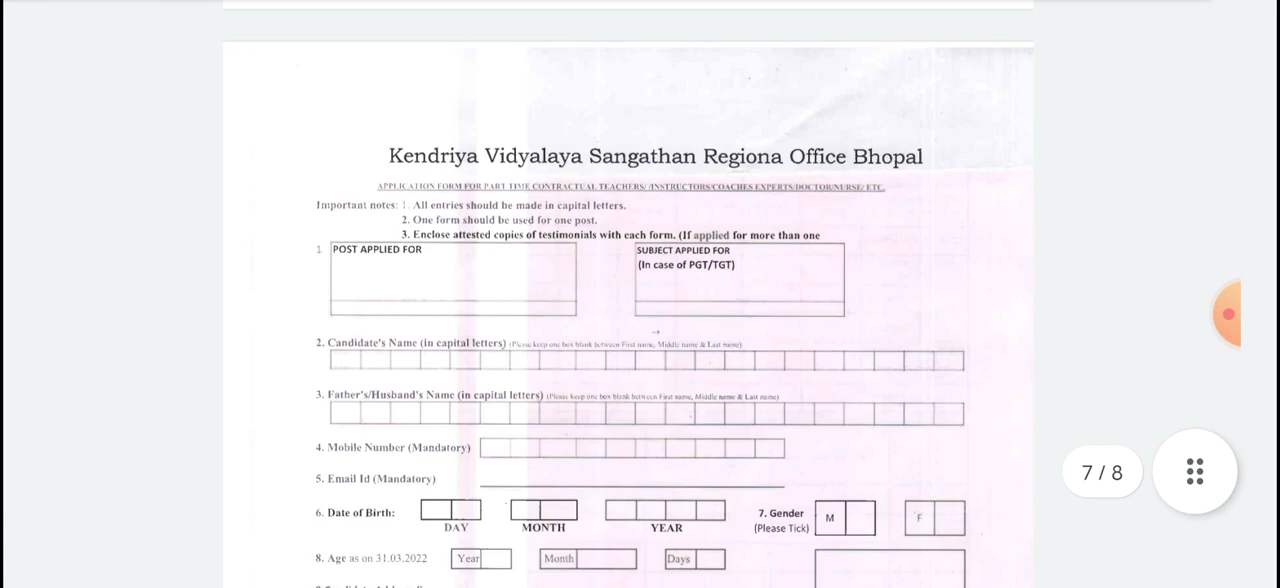 Kendriya Vidyalaya Sangathan Regiona Office Bhopal
APPLICATION FORM FOR PART TIME CONTRACTUAL TEACHERS/INSTRUCTORS/COACHES EXPERTS/DOCTOR/NURSE/ ETC.
Important notes: 1. All entries should be made in capital letters.
2. One form should be used for one post.
3. Enclose attested copies of testimonials with each form. (If applied for more than one
1 POST APPLIED FOR SUBJECT APPLIED FOR
(In case of PGT/TGT)
2. Candidate's Name (in capital letters) (Please keep one box blank between First name, Middle name & Last name)
3. Father's/Husband's Name (in capital letters) (Please keep one box blank between First name, Middle name & Last name)
4. Mobile Number (Mandatory)
5. Email Id (Mandatory)
6. Date of Birth: 7. Gender M F
DAY MONTH YEAR (Please Tick)
8. Age as on 31.03.2022 Year Month Days
7 / 8